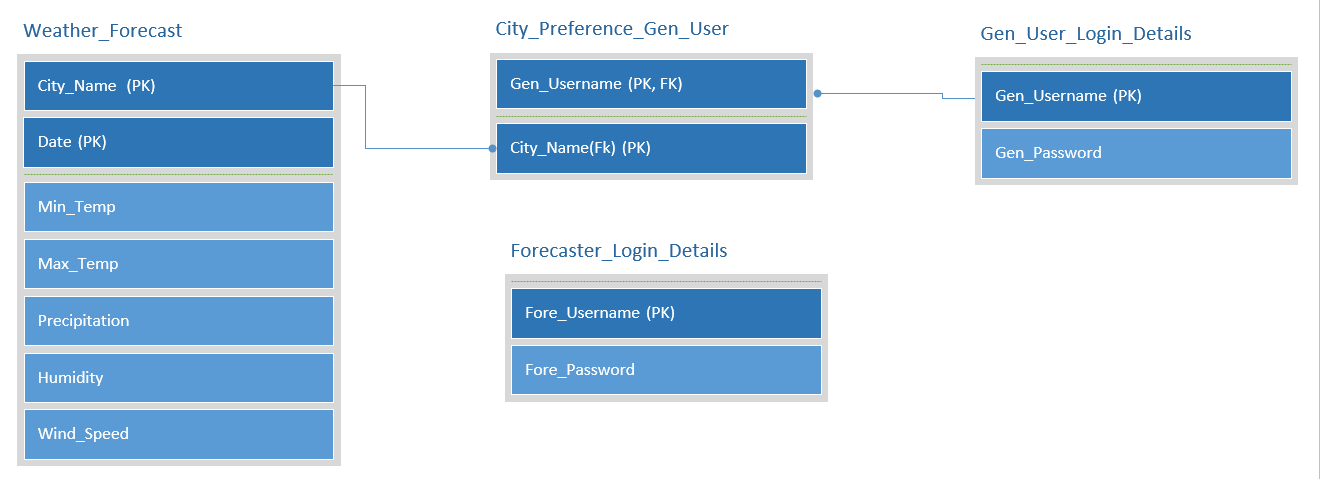 Weather_Forecast
City_Name (PK)
Date (PK)
Min_Temp
Max_Temp
Precipitation
Humidity
Wind_Speed
City_Preference_Gen_User
Gen_Username (PK, FK)
City_Name(Fk) (PK)
Gen_User_Login_Details
Gen_Username (PK)
Gen_Password
Forecaster_Login_Details
Fore_Username (PK)
Fore_Password